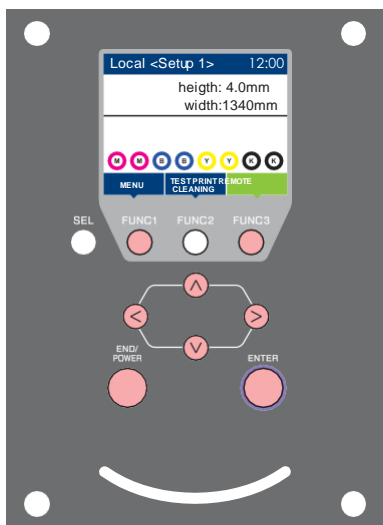 Local <Setup 1> 12:00
heigth: 4.0mm
width:1340mm
M M B B Y Y K K
MENU TEST PRINT CLEANING REMOTE
SEL FUNC1 FUNC2 FUNC3
< ^ > v
END/
POWER
ENTER